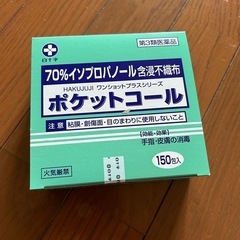 第3類医薬品
白十字
70%イソプロパノール含浸不織布
HAKUJUJI ワンショットプラスシリーズ
ポケットコール
注意 粘膜・創傷面・目のまわりに使用しないこと
【効能・効果】
手指・皮膚の消毒
火気厳禁
150包入